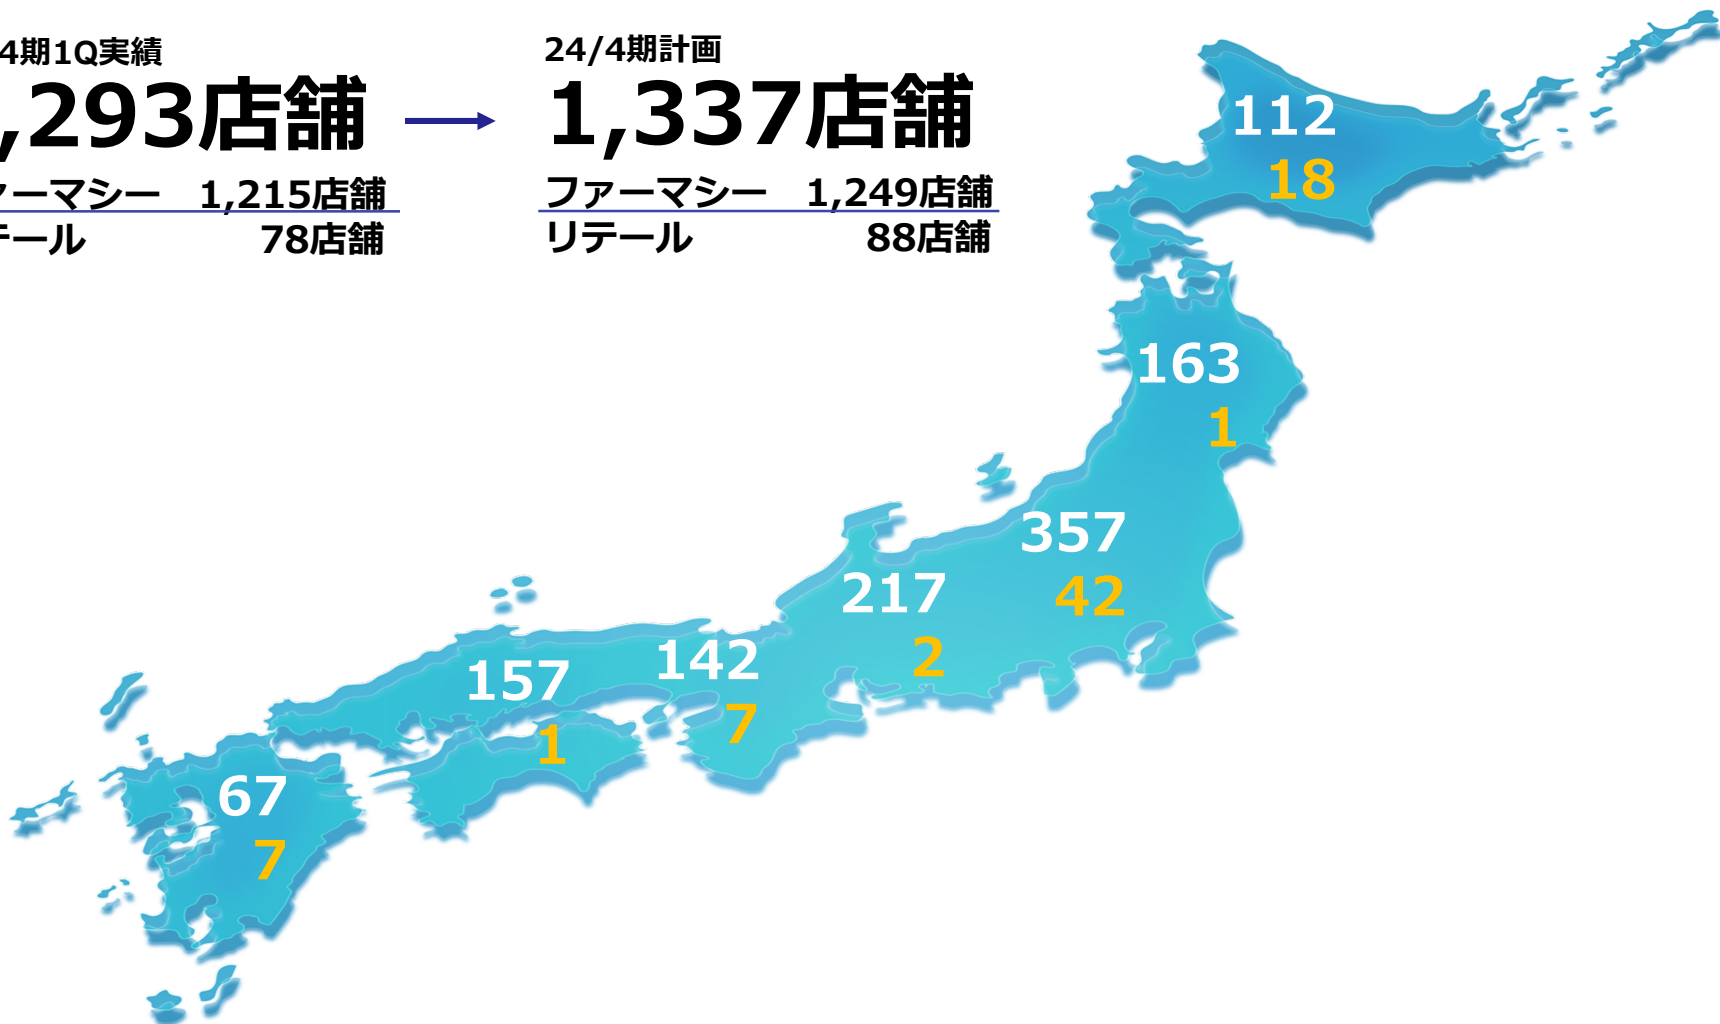 4期1Q実績
,293店舗
ァーマシー 1,215店舗
テール 78店舗
24/4期計画
1,337店舗
ファーマシー 1,249店舗
リテール 88店舗
112
18
163
1
357
42
217
2
142
7
157
1
67
7